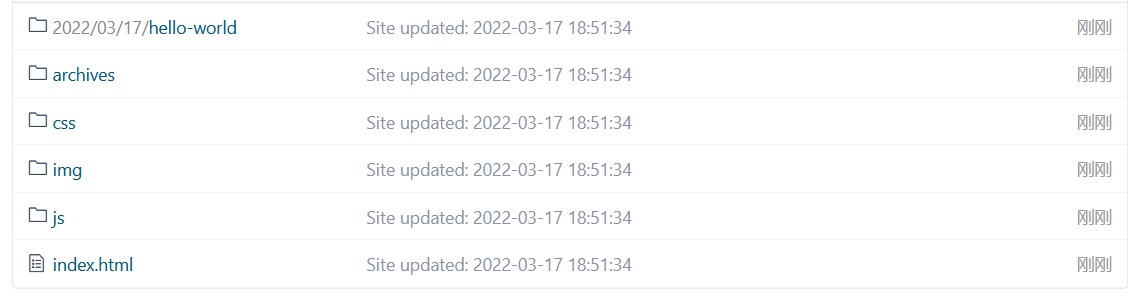 2022/03/17/hello-world Site updated: 2022-03-17 18:51:34 刚刚
archives Site updated: 2022-03-17 18:51:34 刚刚
css Site updated: 2022-03-17 18:51:34 刚刚
img Site updated: 2022-03-17 18:51:34 刚刚
js Site updated: 2022-03-17 18:51:34 刚刚
index.html Site updated: 2022-03-17 18:51:34 刚刚